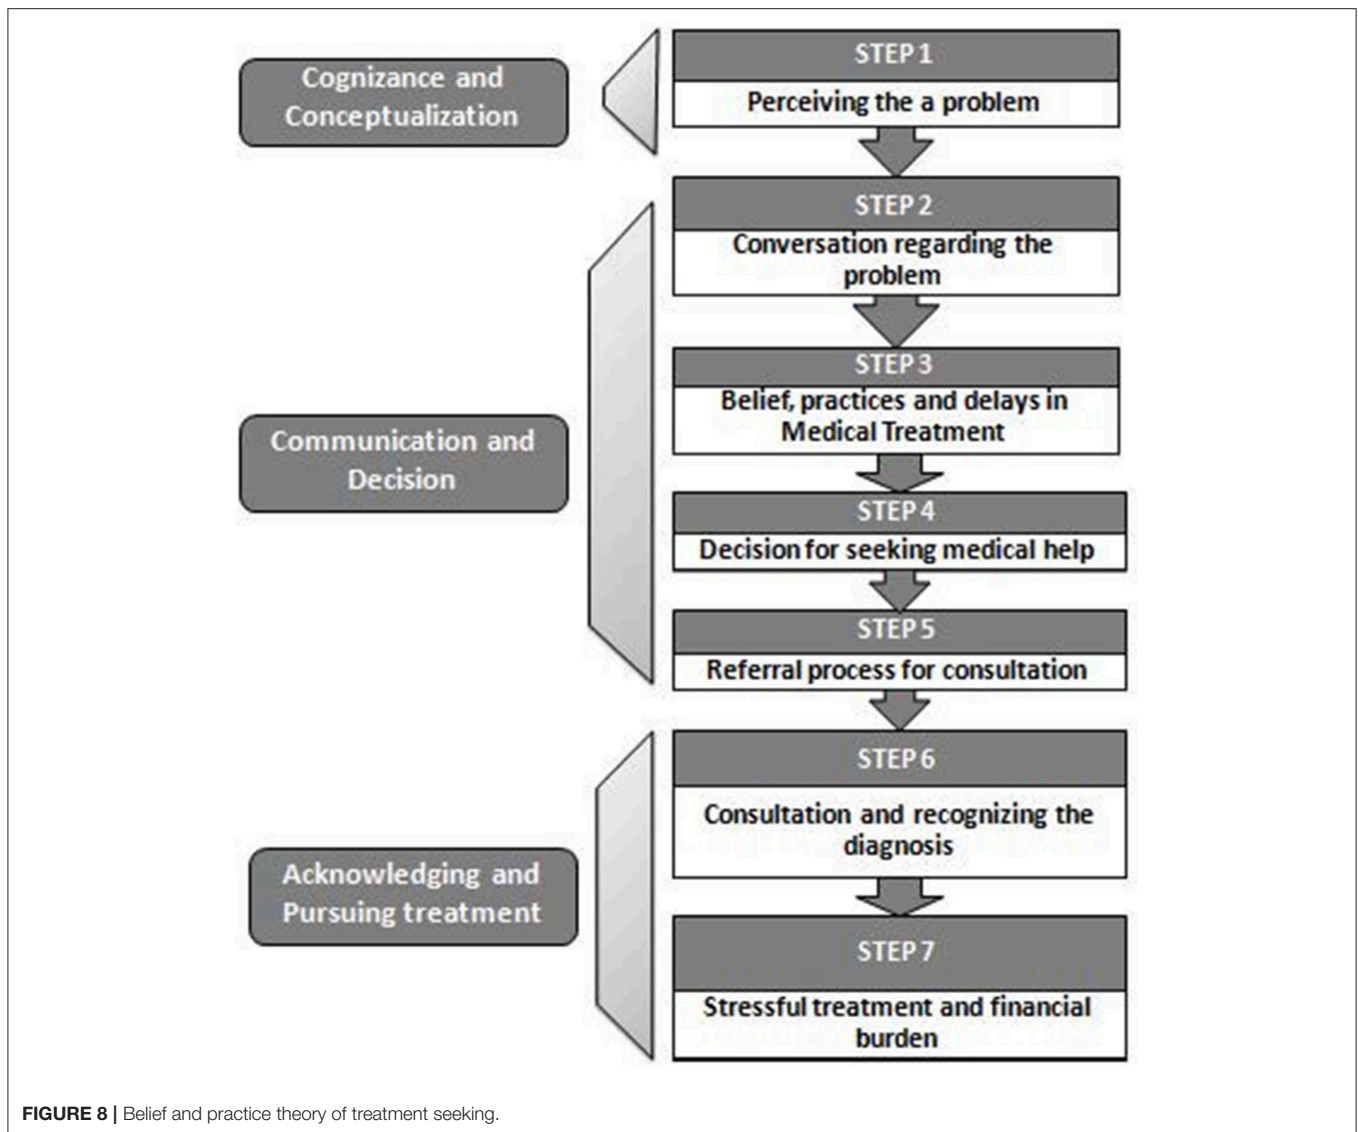 Cognizance and
Conceptualization
STEP 1
Perceiving the a problem
STEP 2
Conversation regarding the
problem
Communication and
Decision
STEP 3
Belief, practices and delays in
Medical Treatment
STEP 4
Decision for seeking medical help
STEP 5
Referral process for consultation
Acknowledging and
Pursuing treatment
STEP 6
Consultation and recognizing the
diagnosis
STEP 7
Stressful treatment and financial
burden
FIGURE 8 | Belief and practice theory of treatment seeking.